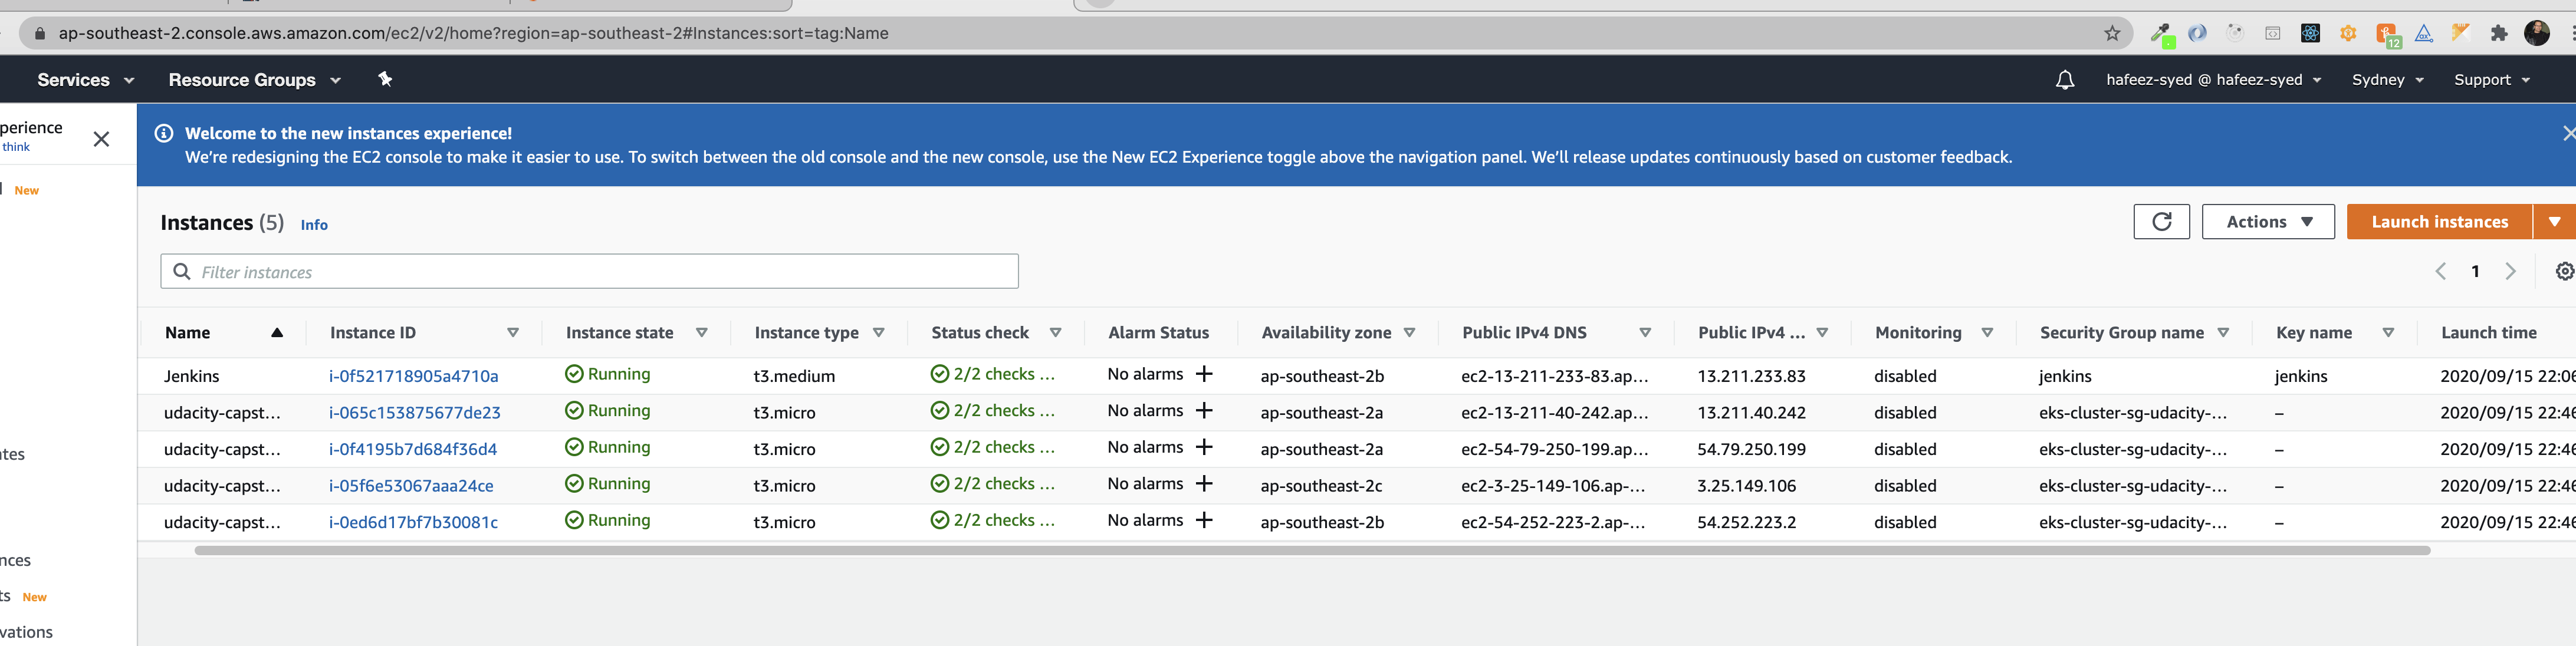 ap-southeast-2.console.aws.amazon.com/ec2/v2/home?region=ap-southeast-2#Instances:sort=tag:Name
12
Services Resource Groups hafeez-syed @ hafeez-syed Sydney Support
perience
think
New
Welcome to the new instances experience!
We're redesigning the EC2 console to make it easier to use. To switch between the old console and the new console, use the New EC2 Experience toggle above the navigation panel. We'll release updates continuously based on customer feedback.
Instances (5) Info Actions Launch instances
Filter instances 1
Name Instance ID Instance state Instance type Status check Alarm Status Availability zone Public IPv4 DNS Public IPv4 ... Monitoring Security Group name Key name Launch time
Jenkins i-0f521718905a4710a Running t3.medium 2/2 checks ... No alarms + ap-southeast-2b ec2-13-211-233-83.ap... 13.211.233.83 disabled jenkins jenkins 2020/09/15 22:06
udacity-capst... i-065c153875677de23 Running t3.micro 2/2 checks ... No alarms + ap-southeast-2a ec2-13-211-40-242.ap... 13.211.40.242 disabled eks-cluster-sg-udacity-... – 2020/09/15 22:46
udacity-capst... i-0f4195b7d684f36d4 Running t3.micro 2/2 checks ... No alarms + ap-southeast-2a ec2-54-79-250-199.ap... 54.79.250.199 disabled eks-cluster-sg-udacity-... – 2020/09/15 22:46
udacity-capst... i-05f6e53067aaa24ce Running t3.micro 2/2 checks ... No alarms + ap-southeast-2c ec2-3-25-149-106.ap-... 3.25.149.106 disabled eks-cluster-sg-udacity-... – 2020/09/15 22:46
udacity-capst... i-0ed6d17bf7b30081c Running t3.micro 2/2 checks ... No alarms + ap-southeast-2b ec2-54-252-223-2.ap-... 54.252.223.2 disabled eks-cluster-sg-udacity-... – 2020/09/15 22:46
ates
nces
ts New
vations